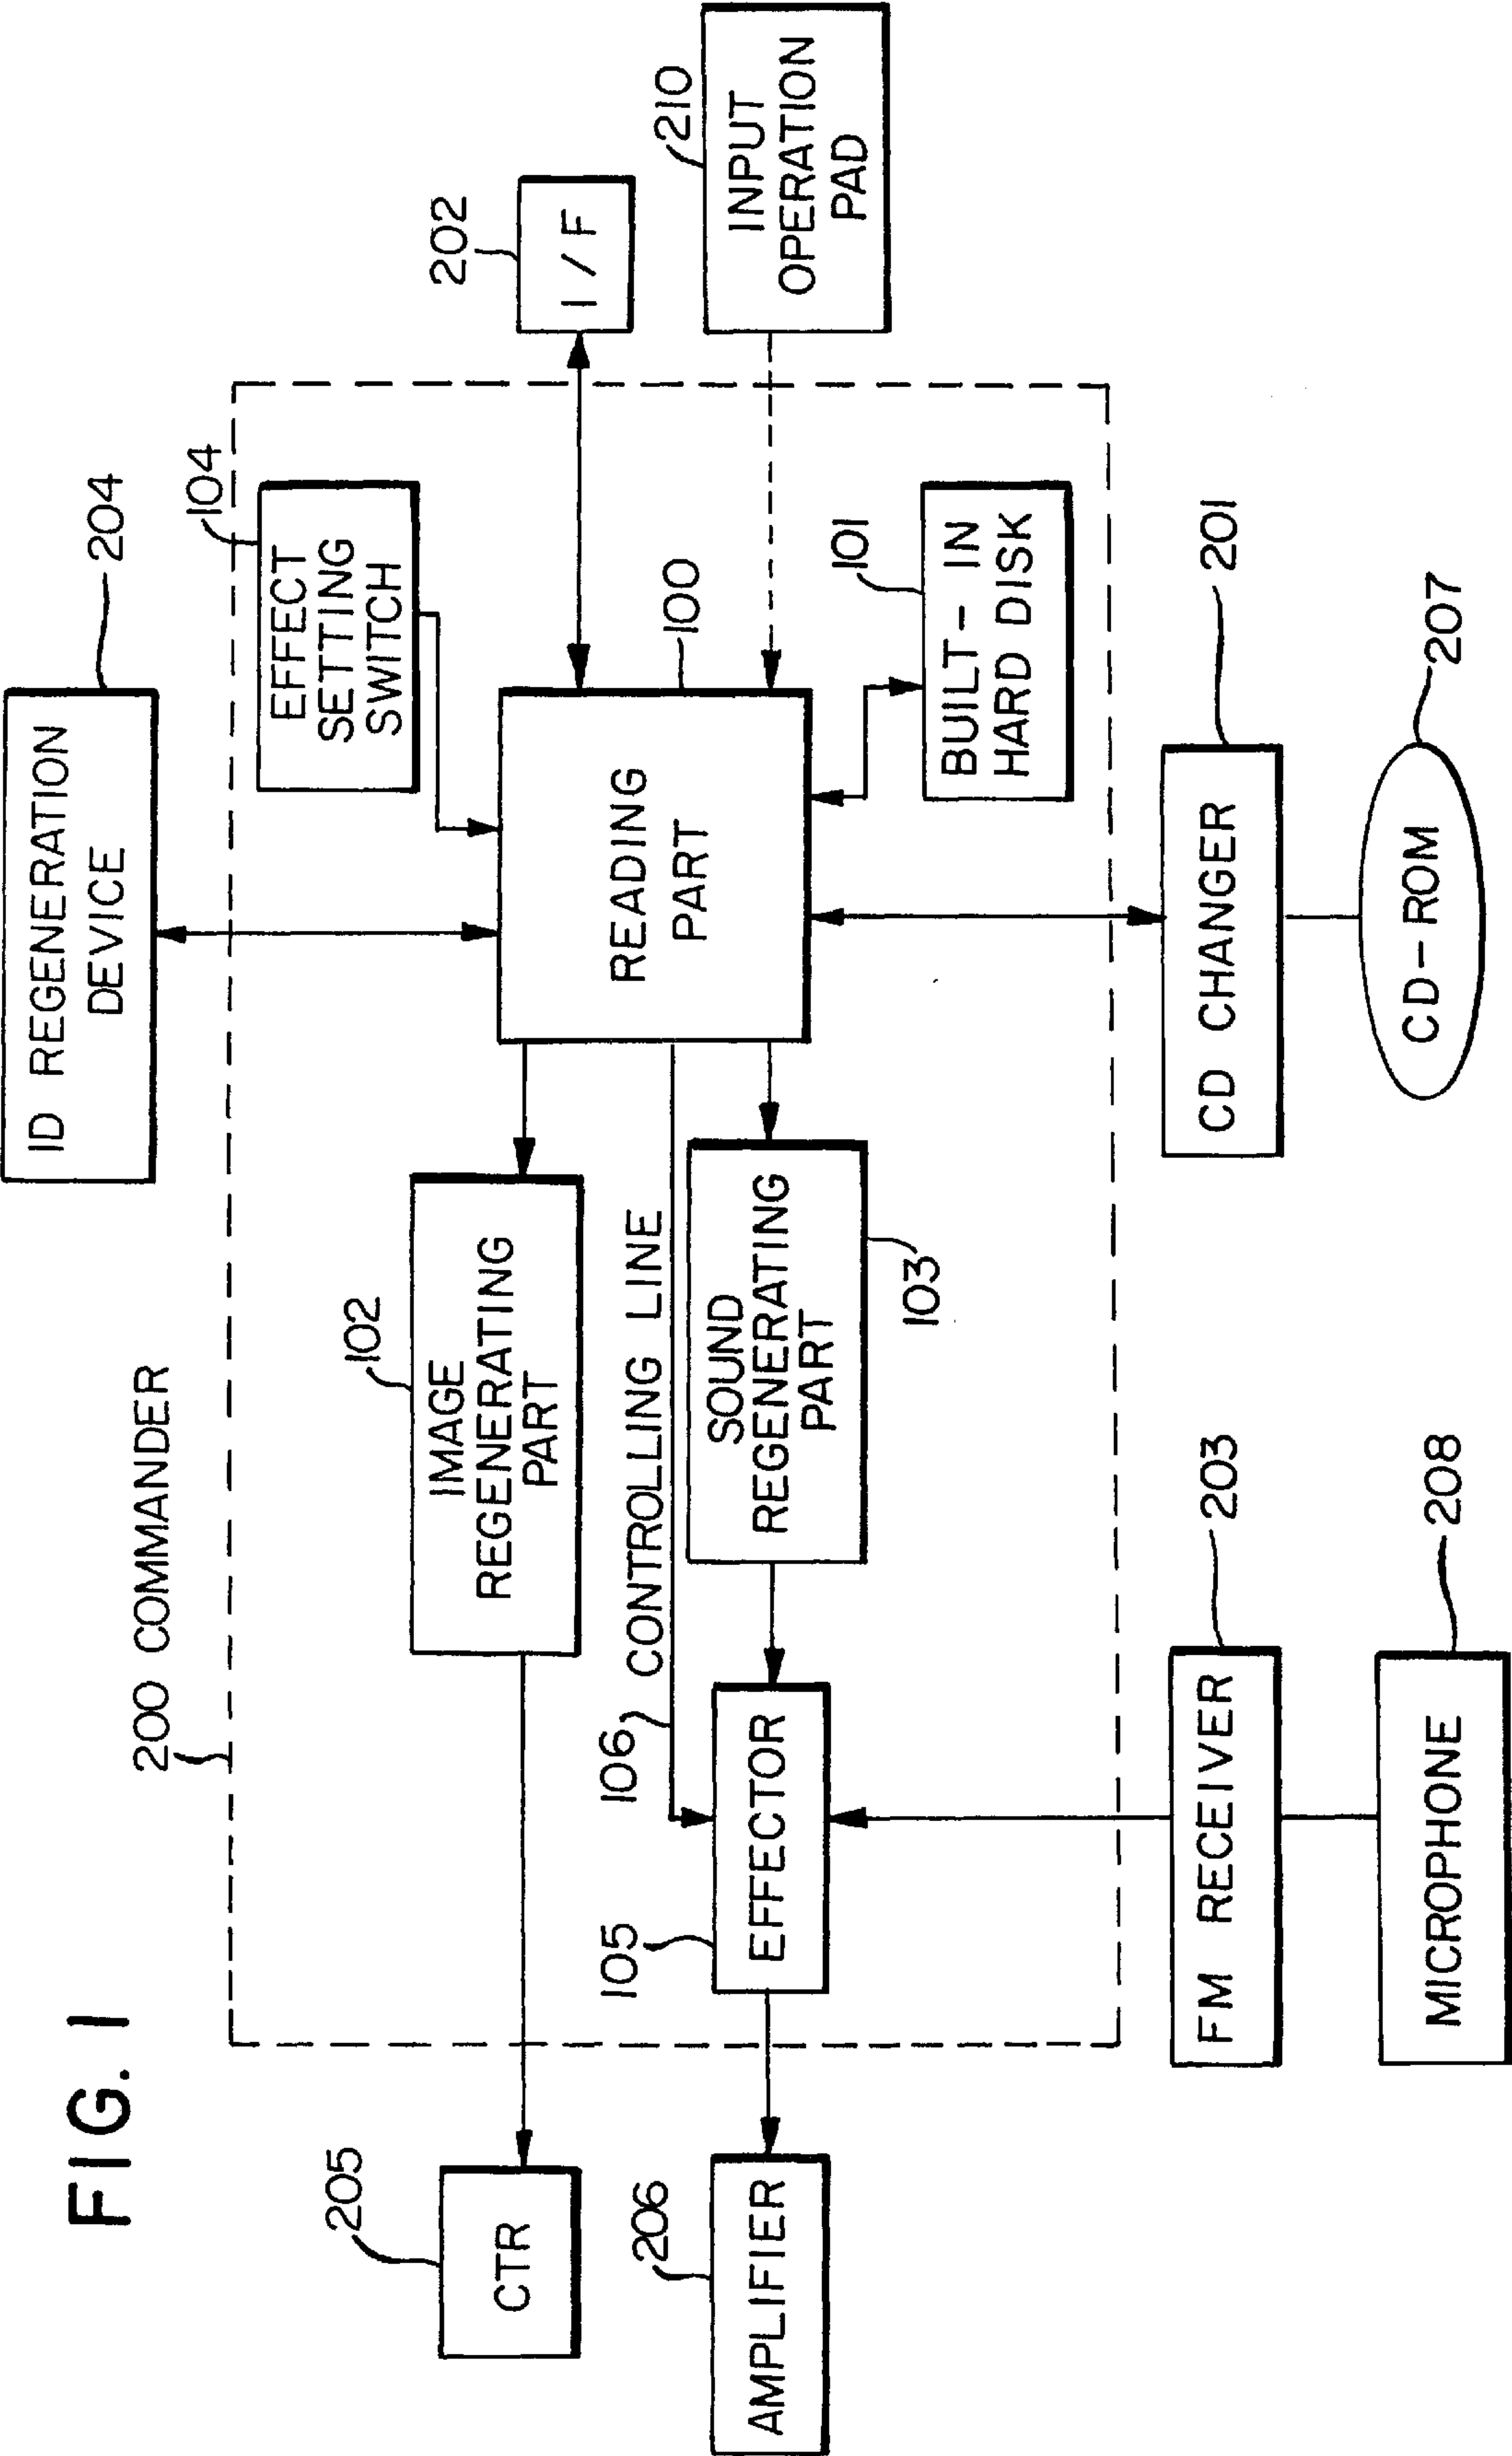 FIG. 1
200 COMMANDER
ID REGENERATION
DEVICE
204
104
EFFECT
SETTING
SWITCH
202
I/F
205
CTR
102
IMAGE
REGENERATING
PART
READING
PART
100
210
INPUT
OPERATION
PAD
106 CONTROLLING LINE
206
AMPLIFIER
105
EFFECTOR
SOUND
REGENERATING
PART
103
101
BUILT-IN
HARD DISK
FM RECEIVER
203
CD CHANGER
201
MICROPHONE
208
CD-ROM
207